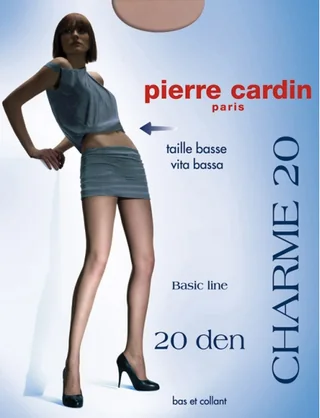 pierre cardin
paris
taille basse
vita bassa
CHARME 20
Basic line
20 den
bas et collant